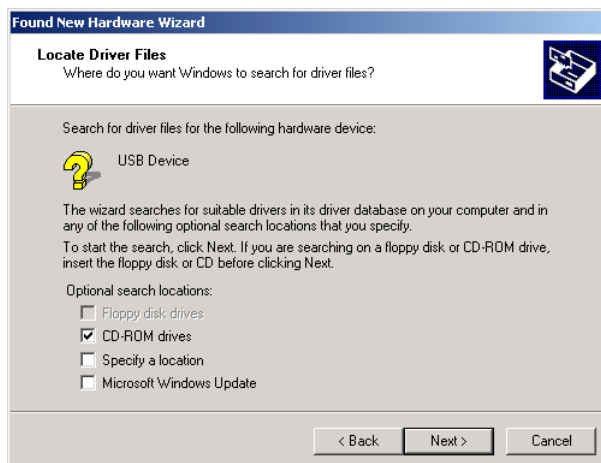 Found New Hardware Wizard
Locate Driver Files
Where do you want Windows to search for driver files?
Search for driver files for the following hardware device:
USB Device
The wizard searches for suitable drivers in its driver database on your computer and in
any of the following optional search locations that you specify.
To start the search, click Next. If you are searching on a floppy disk or CD-ROM drive,
insert the floppy disk or CD before clicking Next.
Optional search locations:
Floppy disk drives
CD-ROM drives
Specify a location
Microsoft Windows Update
< Back Next > Cancel